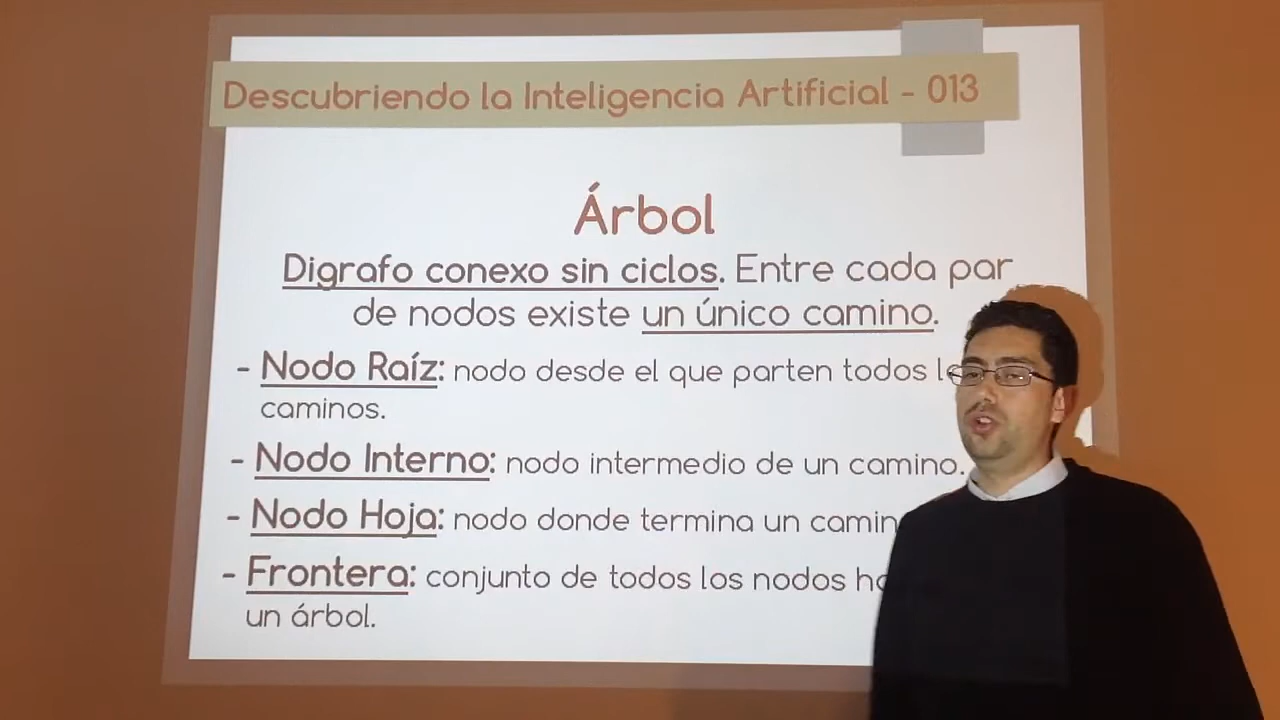 Descubriendo la Inteligencia Artificial - 013
Árbol
Digrafo conexo sin ciclos. Entre cada par
de nodos existe un único camino.
- Nodo Raíz: nodo desde el que parten todos
caminos.
- Nodo Interno: nodo intermedio de un camino.
- Nodo Hoja: nodo donde termina un
- Frontera: conjunto de todos los nodos
un árbol.